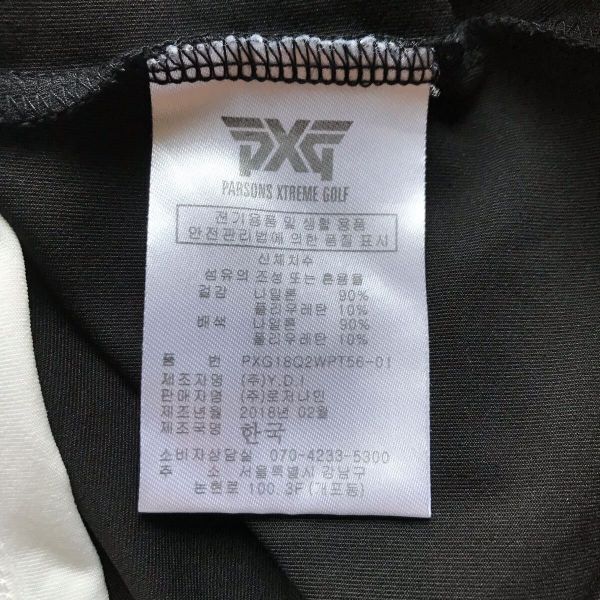 PXG
PARSONS XTREME GOLF
전기용품 및 생활 용품
안전관리법에 의한 품질 표시
신체치수
섬유의 조성 또는 혼용율
겉감 나일론 90%
폴리우레탄 10%
배색 나일론 90%
폴리우레탄 10%
품 번 PXG18Q2WPT56-01
제조자명 (주)Y.D.I
판매자명 (주)로저나인
제조년월 2018년 02월
제조국명 한국
소비자상담실 070-4233-5300
주 소 서울특별시 강남구
논현로 100. 3F(개포동)